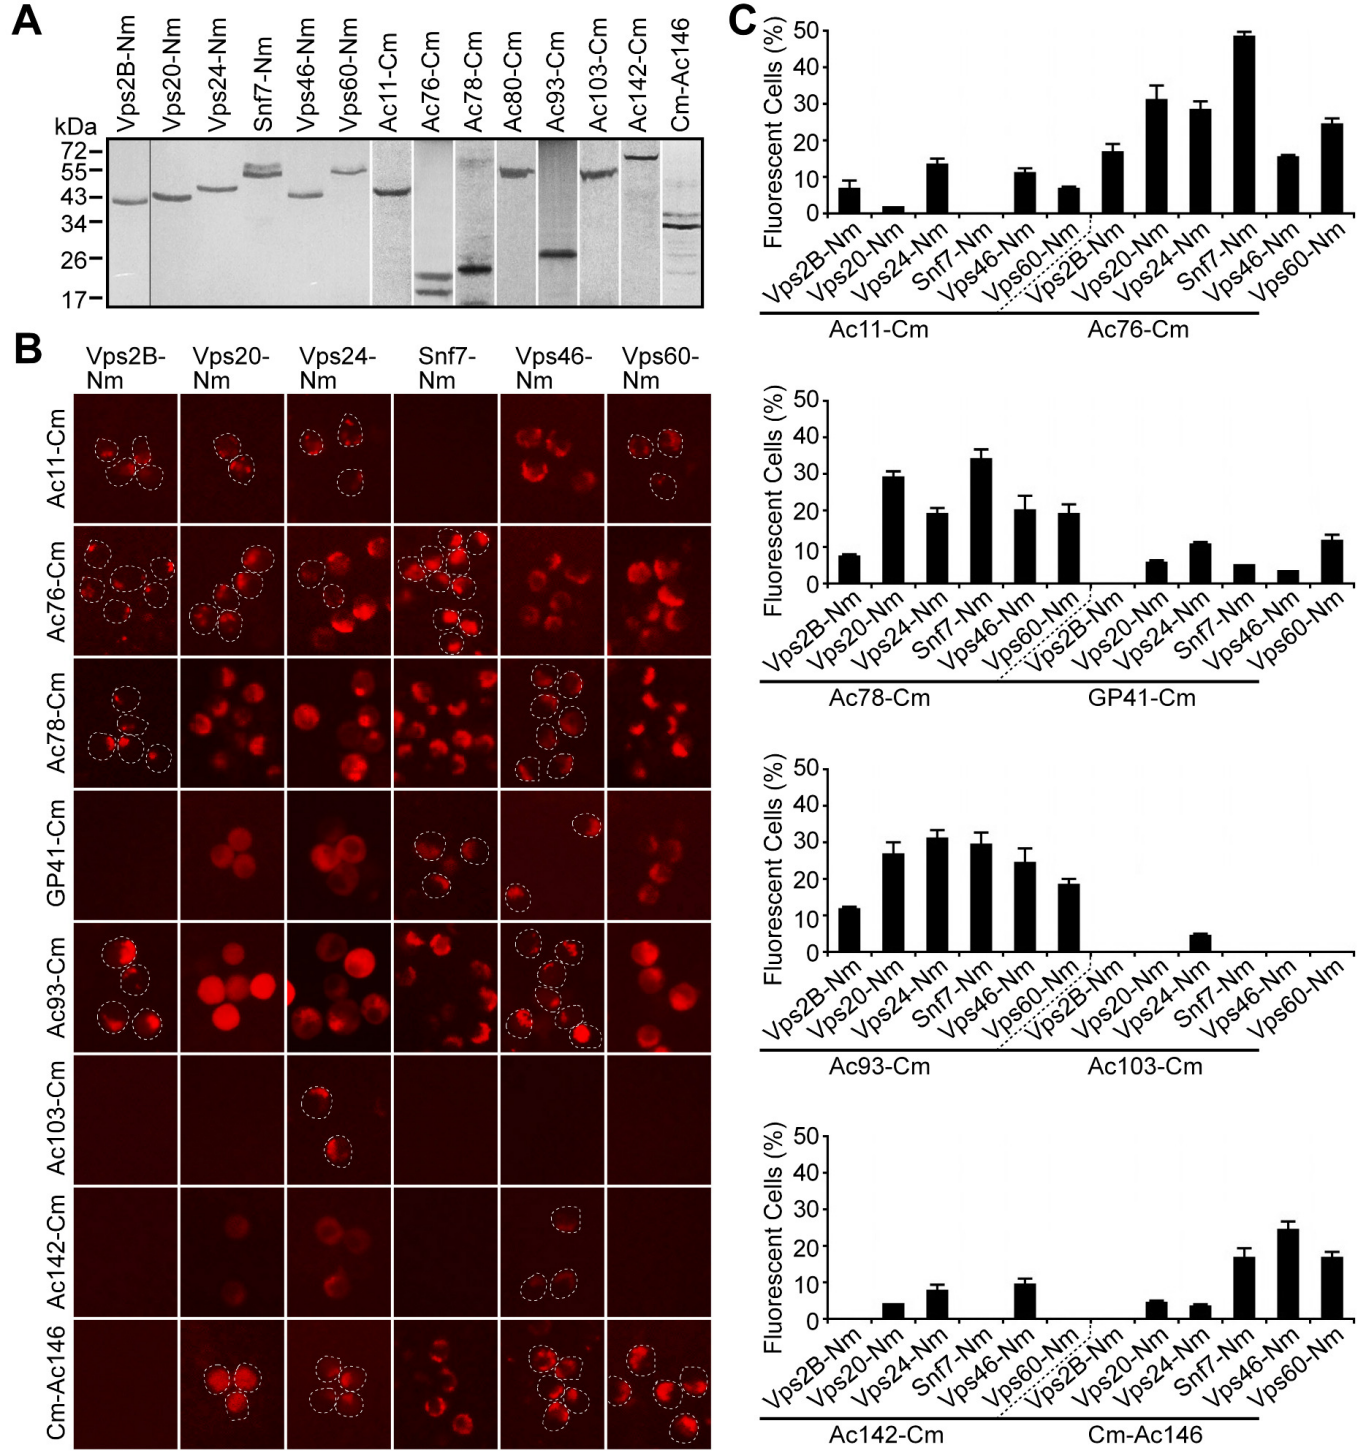 A
Vps2B-Nm
Vps20-Nm
Vps24-Nm
Snf7-Nm
Vps46-Nm
Vps60-Nm
Ac11-Cm
Ac76-Cm
Ac78-Cm
Ac80-Cm
Ac93-Cm
Ac103-Cm
Ac142-Cm
Cm-Ac146
kDa
72
55
43
34
26
17
B
Vps2B-
Nm
Vps20-
Nm
Vps24-
Nm
Snf7-
Nm
Vps46-
Nm
Vps60-
Nm
Ac11-Cm
Ac76-Cm
Ac78-Cm
GP41-Cm
Ac93-Cm
Ac103-Cm
Ac142-Cm
Cm-Ac146
C
Fluorescent Cells (%)
50
40
30
20
10
0
Vps2B-Nm
Vps20-Nm
Vps24-Nm
Snf7-Nm
Vps46-Nm
Vps60-Nm
Vps2B-Nm
Vps20-Nm
Vps24-Nm
Snf7-Nm
Vps46-Nm
Vps60-Nm
Ac11-Cm
Ac76-Cm
Fluorescent Cells (%)
50
40
30
20
10
0
Vps2B-Nm
Vps20-Nm
Vps24-Nm
Snf7-Nm
Vps46-Nm
Vps60-Nm
Vps2B-Nm
Vps20-Nm
Vps24-Nm
Snf7-Nm
Vps46-Nm
Vps60-Nm
Ac78-Cm
GP41-Cm
Fluorescent Cells (%)
50
40
30
20
10
0
Vps2B-Nm
Vps20-Nm
Vps24-Nm
Snf7-Nm
Vps46-Nm
Vps60-Nm
Vps2B-Nm
Vps20-Nm
Vps24-Nm
Snf7-Nm
Vps46-Nm
Vps60-Nm
Ac93-Cm
Ac103-Cm
Fluorescent Cells (%)
50
40
30
20
10
0
Vps2B-Nm
Vps20-Nm
Vps24-Nm
Snf7-Nm
Vps46-Nm
Vps60-Nm
Vps2B-Nm
Vps20-Nm
Vps24-Nm
Snf7-Nm
Vps46-Nm
Vps60-Nm
Ac142-Cm
Cm-Ac146